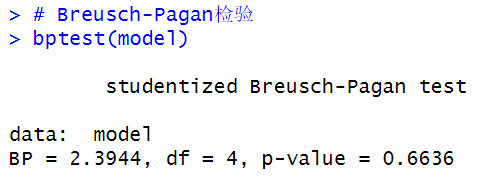 > # Breusch-Pagan检验
> bptest(model)
studentized Breusch-Pagan test
data:  model
BP = 2.3944, df = 4, p-value = 0.6636